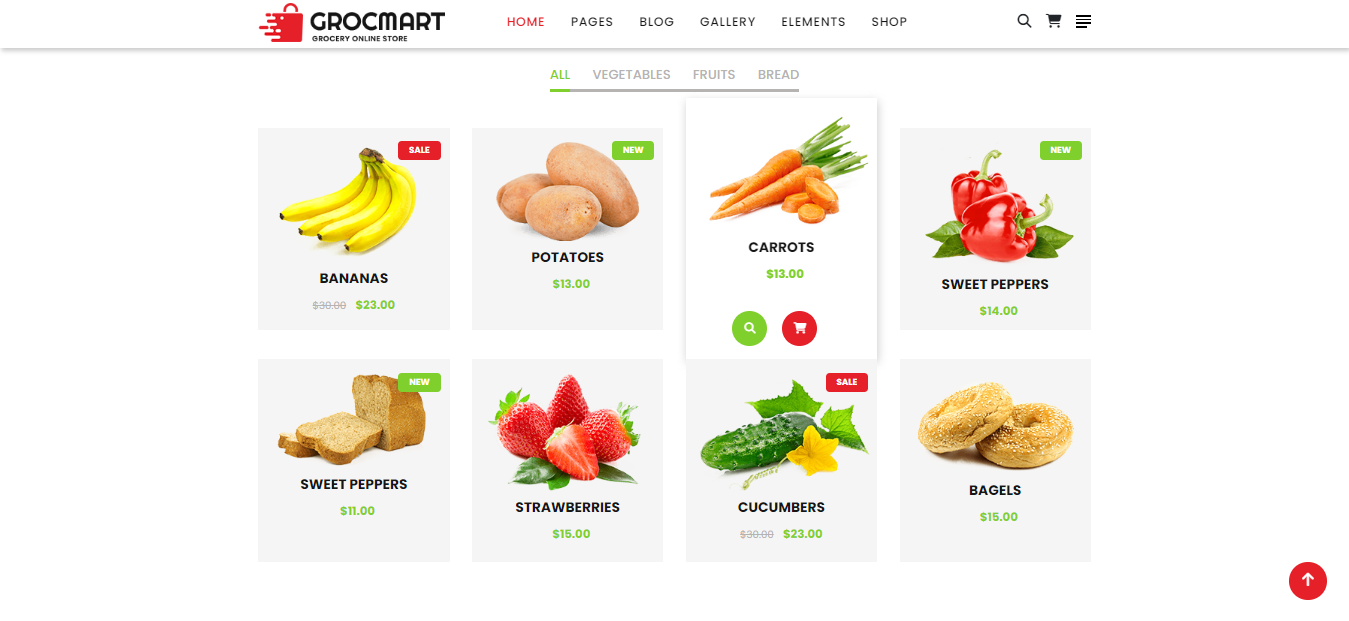 GROCMART
GROCERY ONLINE STORE
HOME PAGES BLOG GALLERY ELEMENTS SHOP
ALL VEGETABLES FRUITS BREAD
SALE
BANANAS
$30.00 $23.00
NEW
POTATOES
$13.00
CARROTS
$13.00
NEW
SWEET PEPPERS
$14.00
NEW
SWEET PEPPERS
$11.00
STRAWBERRIES
$15.00
SALE
CUCUMBERS
$30.00 $23.00
BAGELS
$15.00